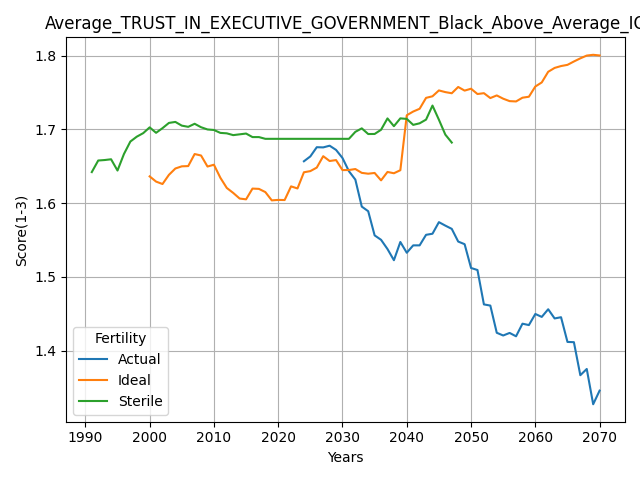 Average_TRUST_IN_EXECUTIVE_GOVERNMENT_Black_Above_Average_IQ
1.8
1.7
1.6
1.5
1.4
Score(1-3)
Fertility
Actual
Ideal
Sterile
1990 2000 2010 2020 2030 2040 2050 2060 2070
Years